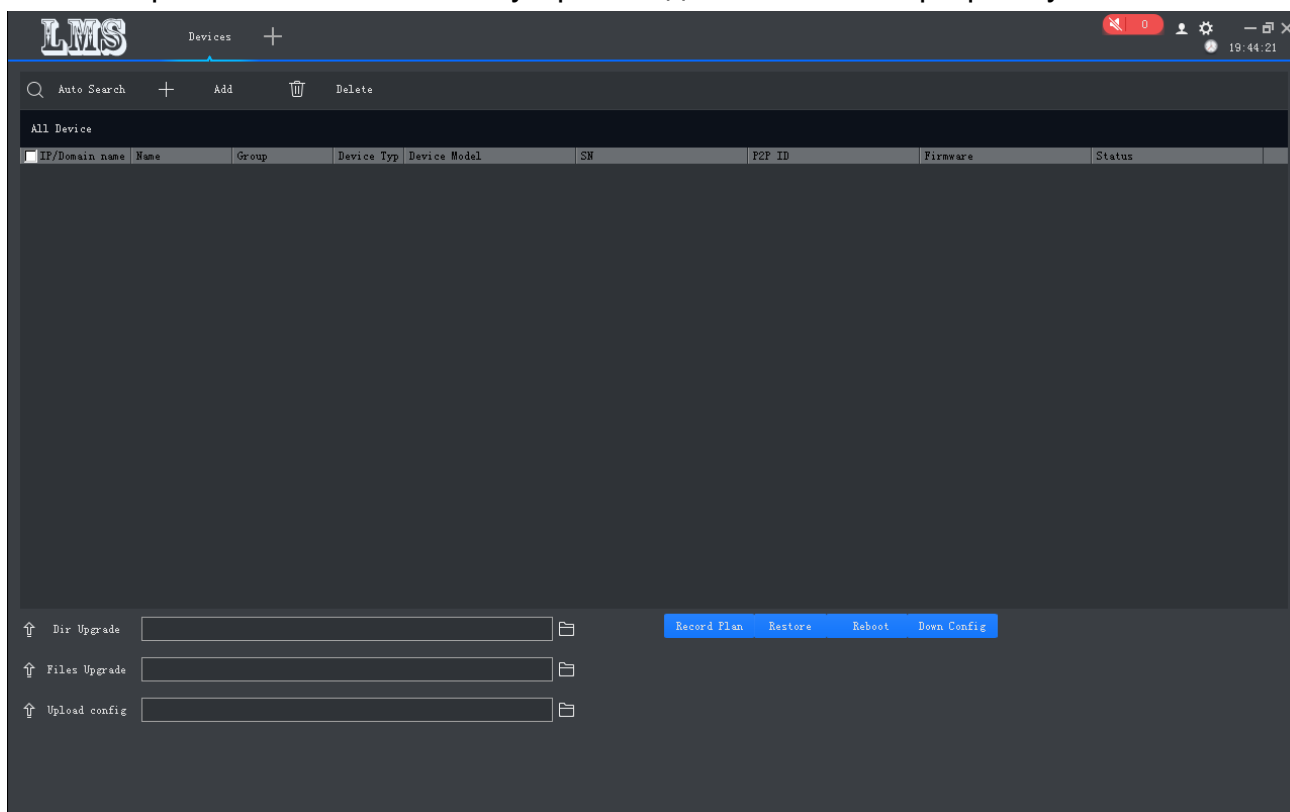 LMS
Devices
0
19:44:21
Auto Search
Add
Delete
All Device
IP/Domain name Name Group Device Typ Device Model SN P2P ID Firmware Status
Dir Upgrade
Record Plan Restore Reboot Down Config
Files Upgrade
Upload config